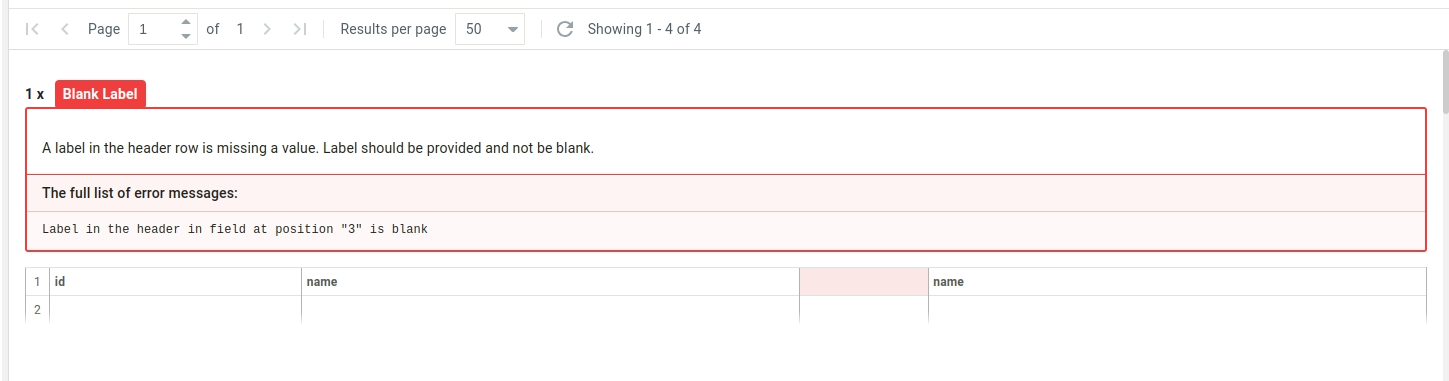 Page 1 of 1 Results per page 50 Showing 1 - 4 of 4
1 x Blank Label
A label in the header row is missing a value. Label should be provided and not be blank.
The full list of error messages:
Label in the header in field at position "3" is blank
1 id name name
2